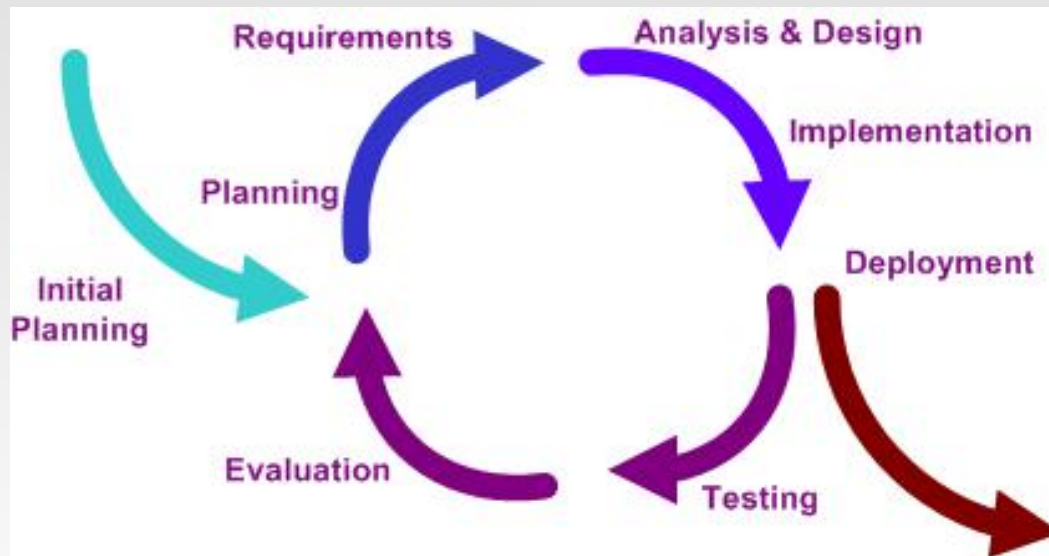 Requirements
Analysis & Design
Implementation
Planning
Deployment
Initial
Planning
Evaluation
Testing